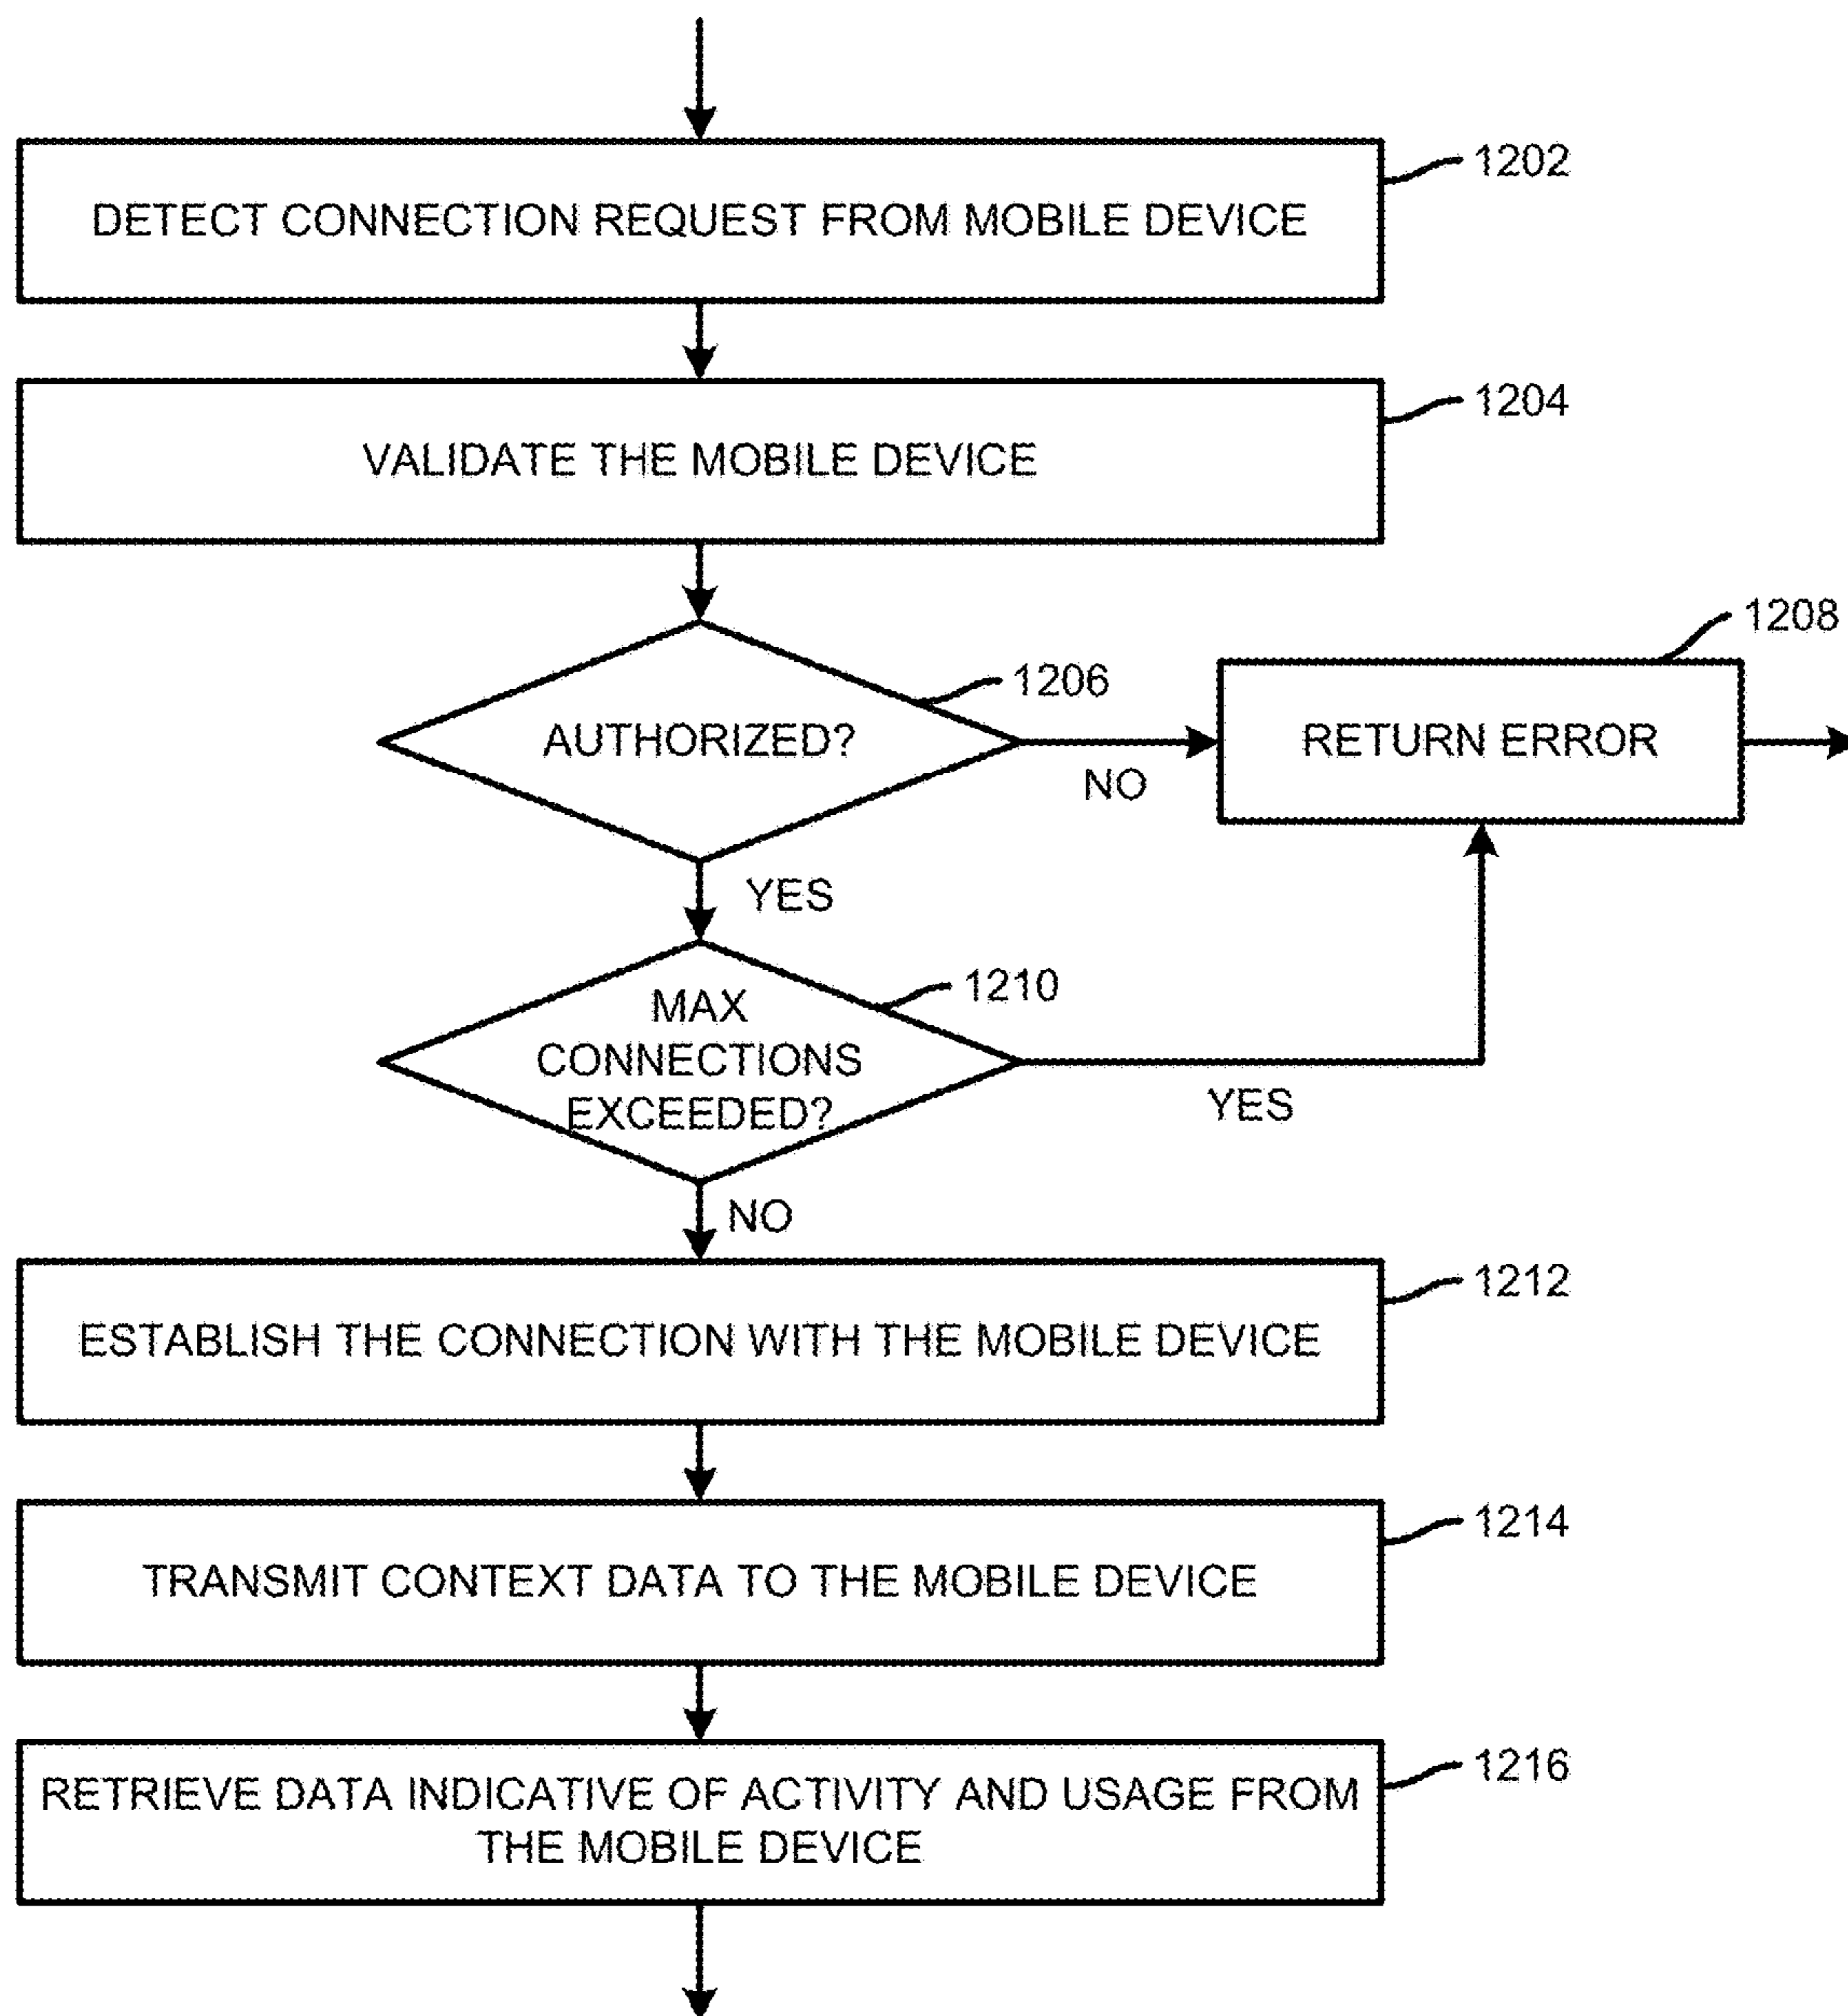 1202
DETECT CONNECTION REQUEST FROM MOBILE DEVICE
1204
VALIDATE THE MOBILE DEVICE
1208
1206
AUTHORIZED?
RETURN ERROR
NO
YES
1210
MAX
CONNECTIONS
EXCEEDED?
YES
NO
1212
ESTABLISH THE CONNECTION WITH THE MOBILE DEVICE
1214
TRANSMIT CONTEXT DATA TO THE MOBILE DEVICE
1216
RETRIEVE DATA INDICATIVE OF ACTIVITY AND USAGE FROM
THE MOBILE DEVICE